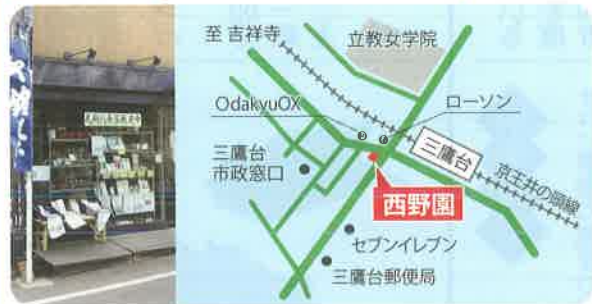 至 吉祥寺
立教女学院
OdakyuOX
ローソン
三鷹台
市政窓口
三鷹台
京王井の頭線
西野園
セブンイレブン
三鷹台郵便局